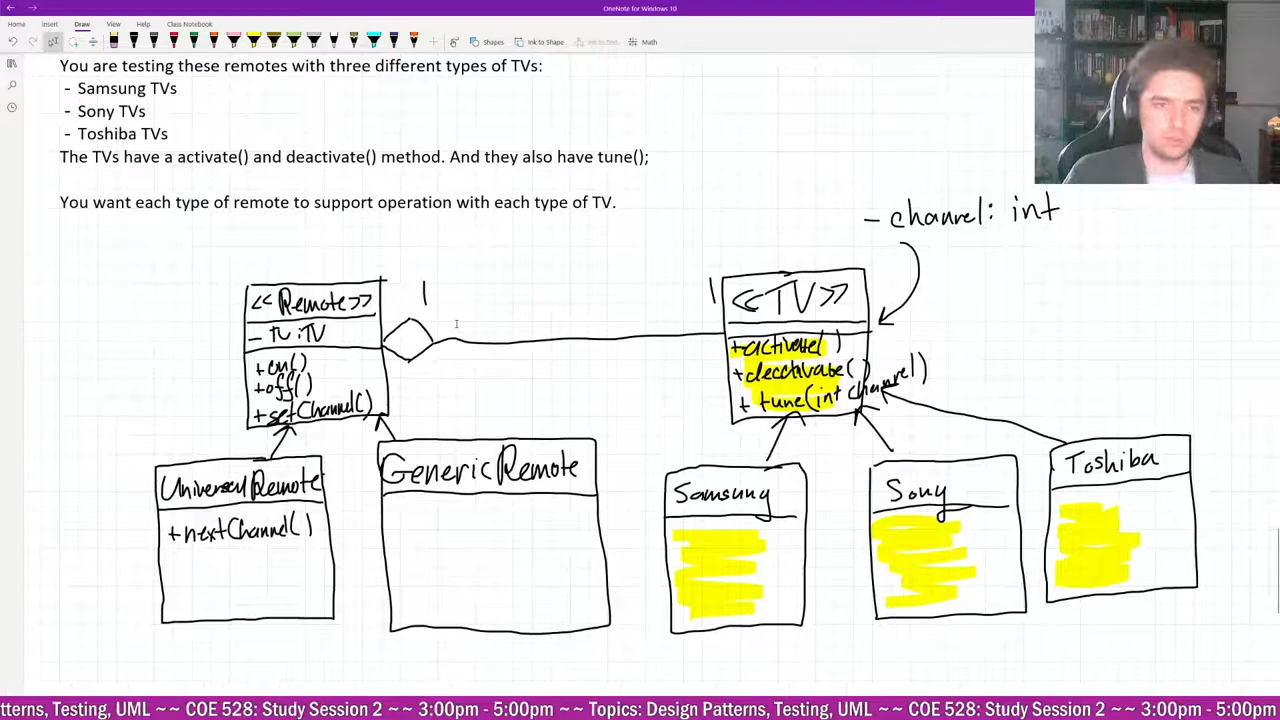 OneNote for Windows 10
Home Insert Draw View Help Class Notebook
Shapes Ink to Shape Ink to Text Math
You are testing these remotes with three different types of TVs:
- Samsung TVs
- Sony TVs
- Toshiba TVs
The TVs have a activate() and deactivate() method. And they also have tune();
You want each type of remote to support operation with each type of TV.
- channel: int
<<Remote>>
- TV: TV
+on()
+off()
+setChannel()
1
1
<<TV>>
+activate()
+deactivate()
+ tune(int channel)
UniversalRemote
+nextChannel()
GenericRemote
Samsung
Sony
Toshiba
tterns, Testing, UML ~~ COE 528: Study Session 2 ~~ 3:00pm - 5:00pm ~~ Topics: Design Patterns, Testing, UML ~~ COE 528: Study Session 2 ~~ 3:00pm - 5:00p